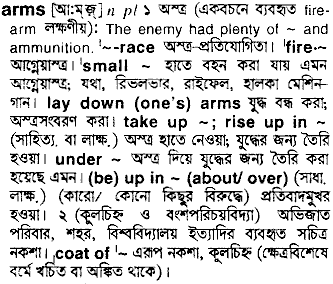 arms [আ:মজ়্] n pl ১ অস্ত্র (একবচনে ব্যবহৃত fire-
arm লক্ষণীয়): The enemy had plenty of ~ and
ammunition. '~-race অস্ত্র-প্রতিযোগিতা। 'fire-~
আগ্নেয়াস্ত্র। 'small ~ হাতে বহন করা যায় এমন
আগ্নেয়াস্ত্র; যথা, রিভলভার, রাইফেল, হালকা মেশিন-
গান। lay down (one's) arms যুদ্ধ বন্ধ করা;
অস্ত্রসংবরণ করা। take up ~; rise up in ~
(সাহিত্য. বা লাক্ষ.) অস্ত্র হাতে নেওয়া; যুদ্ধের জন্য তৈরি
হওয়া। under ~ অস্ত্র দিয়ে যুদ্ধের জন্য তৈরি করা
হয়েছে এমন। (be) up in ~ (about/ over) (সাধা.
লাক্ষ.) (কারো/ কোনো কিছুর বিরুদ্ধে) প্রতিবাদমুখর
হওয়া। ২ (কুলচিহ্ন ও বংশপরিচয়বিদ্যা) অভিজাত
পরিবার, শহর, বিশ্ববিদ্যালয় ইত্যাদির ব্যবহৃত সচিত্র
নকশা। coat of '~ এরূপ নকশা, কুলচিহ্ন (ক্ষেত্রবিশেষে
বর্মে খচিত বা অঙ্কিত থাকে)।